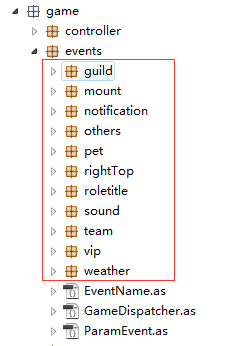 game
controller
events
guild
mount
notification
others
pet
rightTop
roletitle
sound
team
vip
weather
EventName.as
GameDispatcher.as
ParamEvent.as